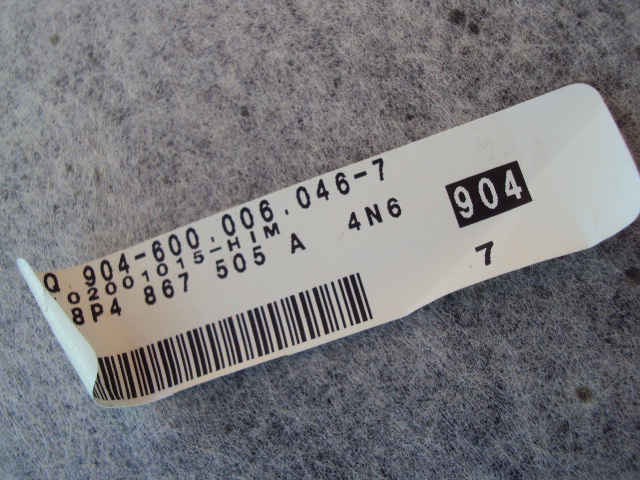 Q 904-600.006.046-7
.02001015-HIM
8P4 867 505 A 4N6
904
7